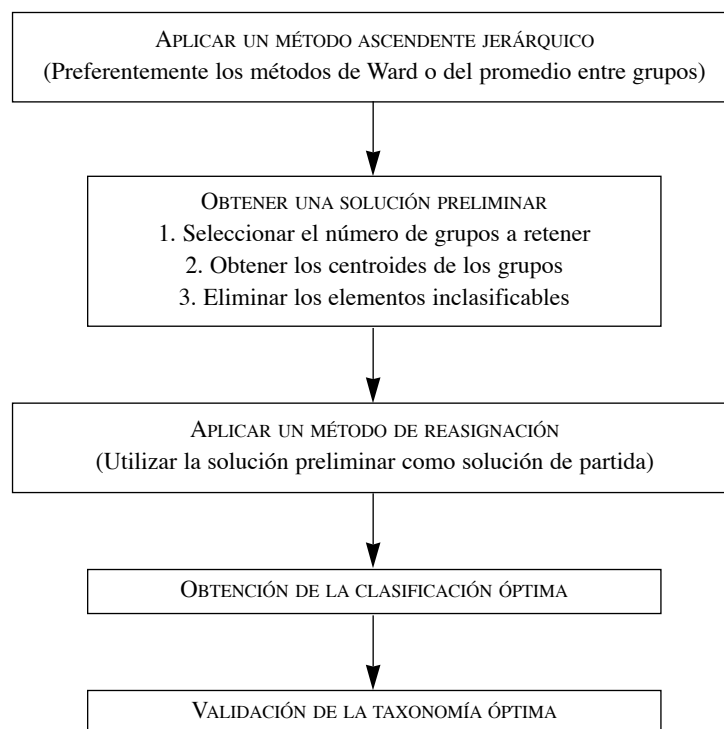 APLICAR UN MÉTODO ASCENDENTE JERÁRQUICO
(Preferentemente los métodos de Ward o del promedio entre grupos)
OBTENER UNA SOLUCIÓN PRELIMINAR
1. Seleccionar el número de grupos a retener
2. Obtener los centroides de los grupos
3. Eliminar los elementos inclasificables
APLICAR UN MÉTODO DE REASIGNACIÓN
(Utilizar la solución preliminar como solución de partida)
OBTENCIÓN DE LA CLASIFICACIÓN ÓPTIMA
VALIDACIÓN DE LA TAXONOMÍA ÓPTIMA